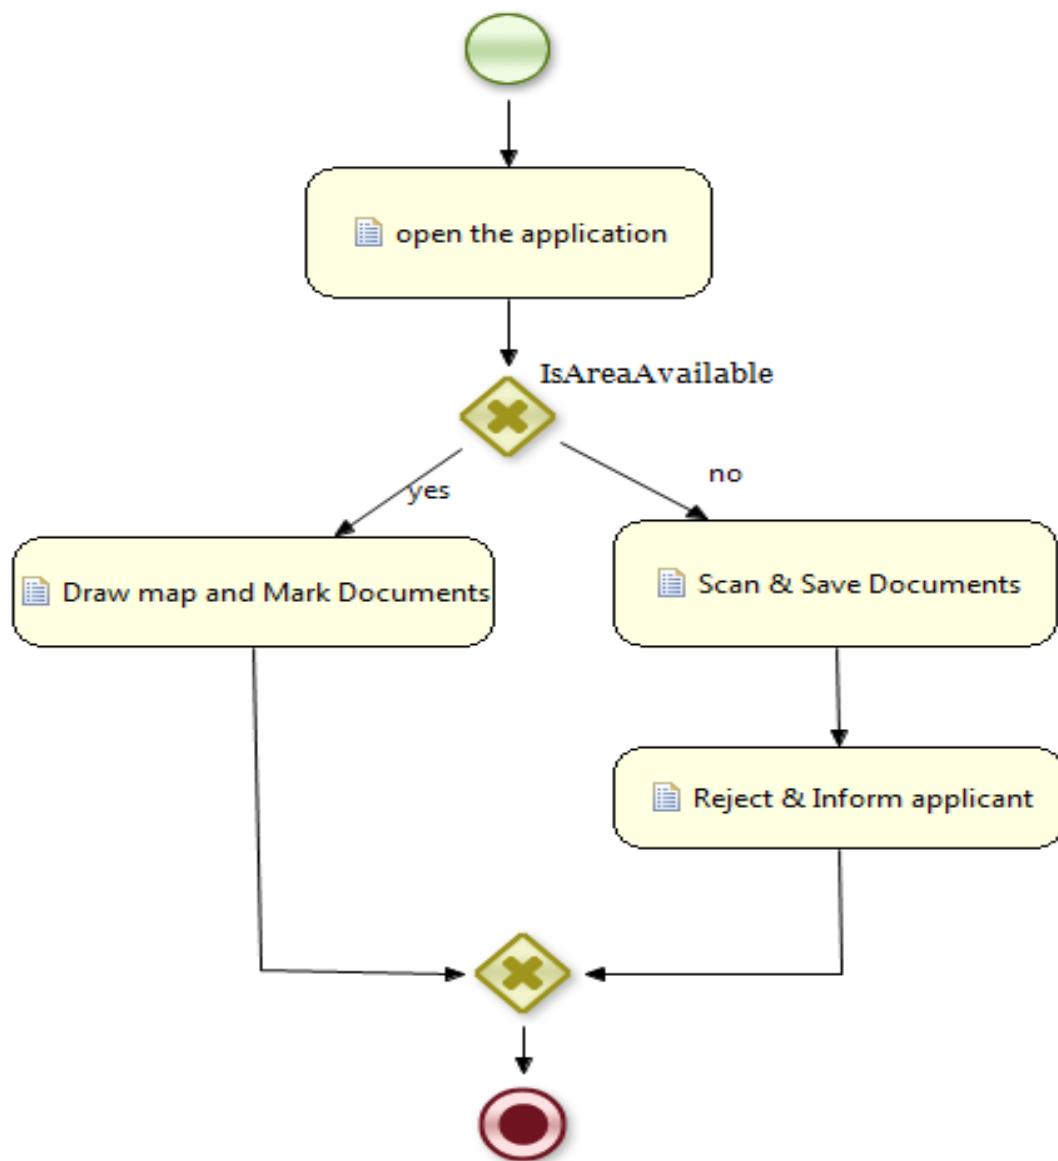 open the application
IsAreaAvailable
yes
no
Draw map and Mark Documents
Scan & Save Documents
Reject & Inform applicant